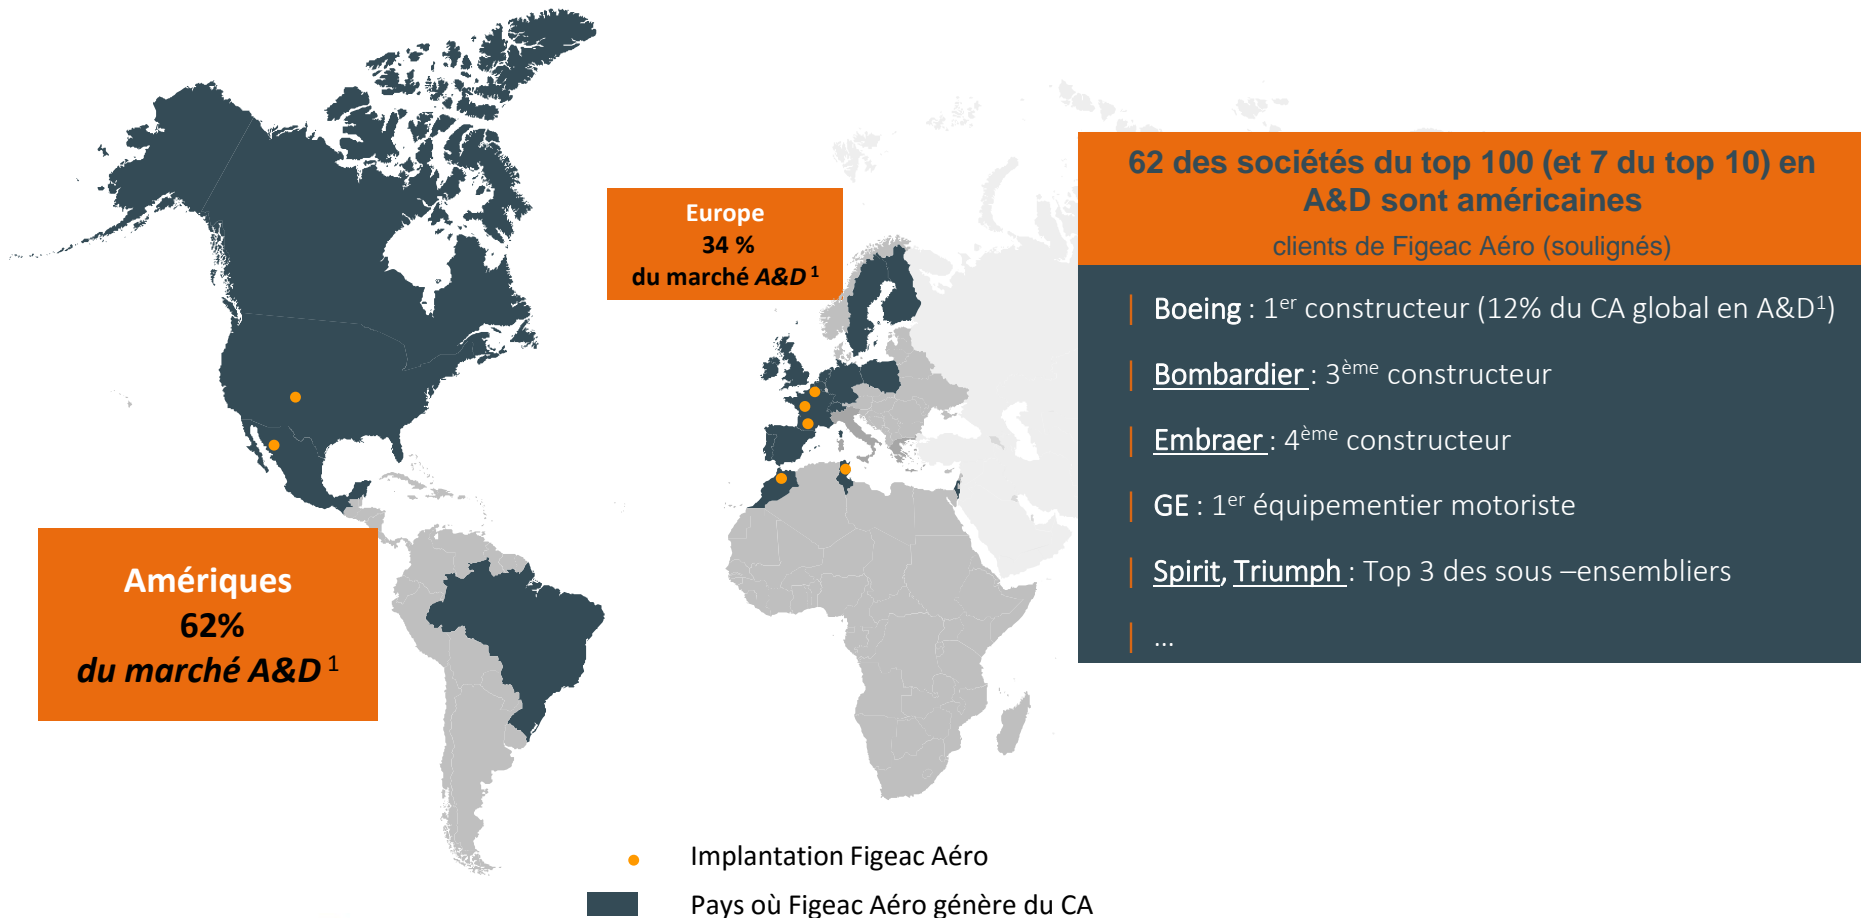 Europe
34 %
du marché A&D ¹
62 des sociétés du top 100 (et 7 du top 10) en
A&D sont américaines
clients de Figeac Aéro (soulignés)
| Boeing : 1er constructeur (12% du CA global en A&D¹)
| Bombardier : 3ème constructeur
| Embraer : 4ème constructeur
| GE : 1er équipementier motoriste
| Spirit, Triumph : Top 3 des sous –ensembliers
| ...
Amériques
62%
du marché A&D ¹
Implantation Figeac Aéro
Pays où Figeac Aéro génère du CA